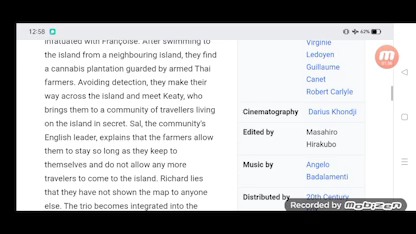 12:58
62%
infatuated with Françoise. After swimming to
the island from a neighbouring island, they find
a cannabis plantation guarded by armed Thai
farmers. Avoiding detection, they make their
way across the island and meet Keaty, who
brings them to a community of travellers living
on the island in secret. Sal, the community's
English leader, explains that the farmers allow
them to stay so long as they keep to
themselves and do not allow any more
travelers to come to the island. Richard lies
that they have not shown the map to anyone
else. The trio becomes integrated into the
Virginie
Ledoyen
Guillaume
Canet
Robert Carlyle
Cinematography Darius Khondji
Edited by Masahiro
Hirakubo
Music by Angelo
Badalamenti
Distributed by 20th Century
Recorded by Mobizen